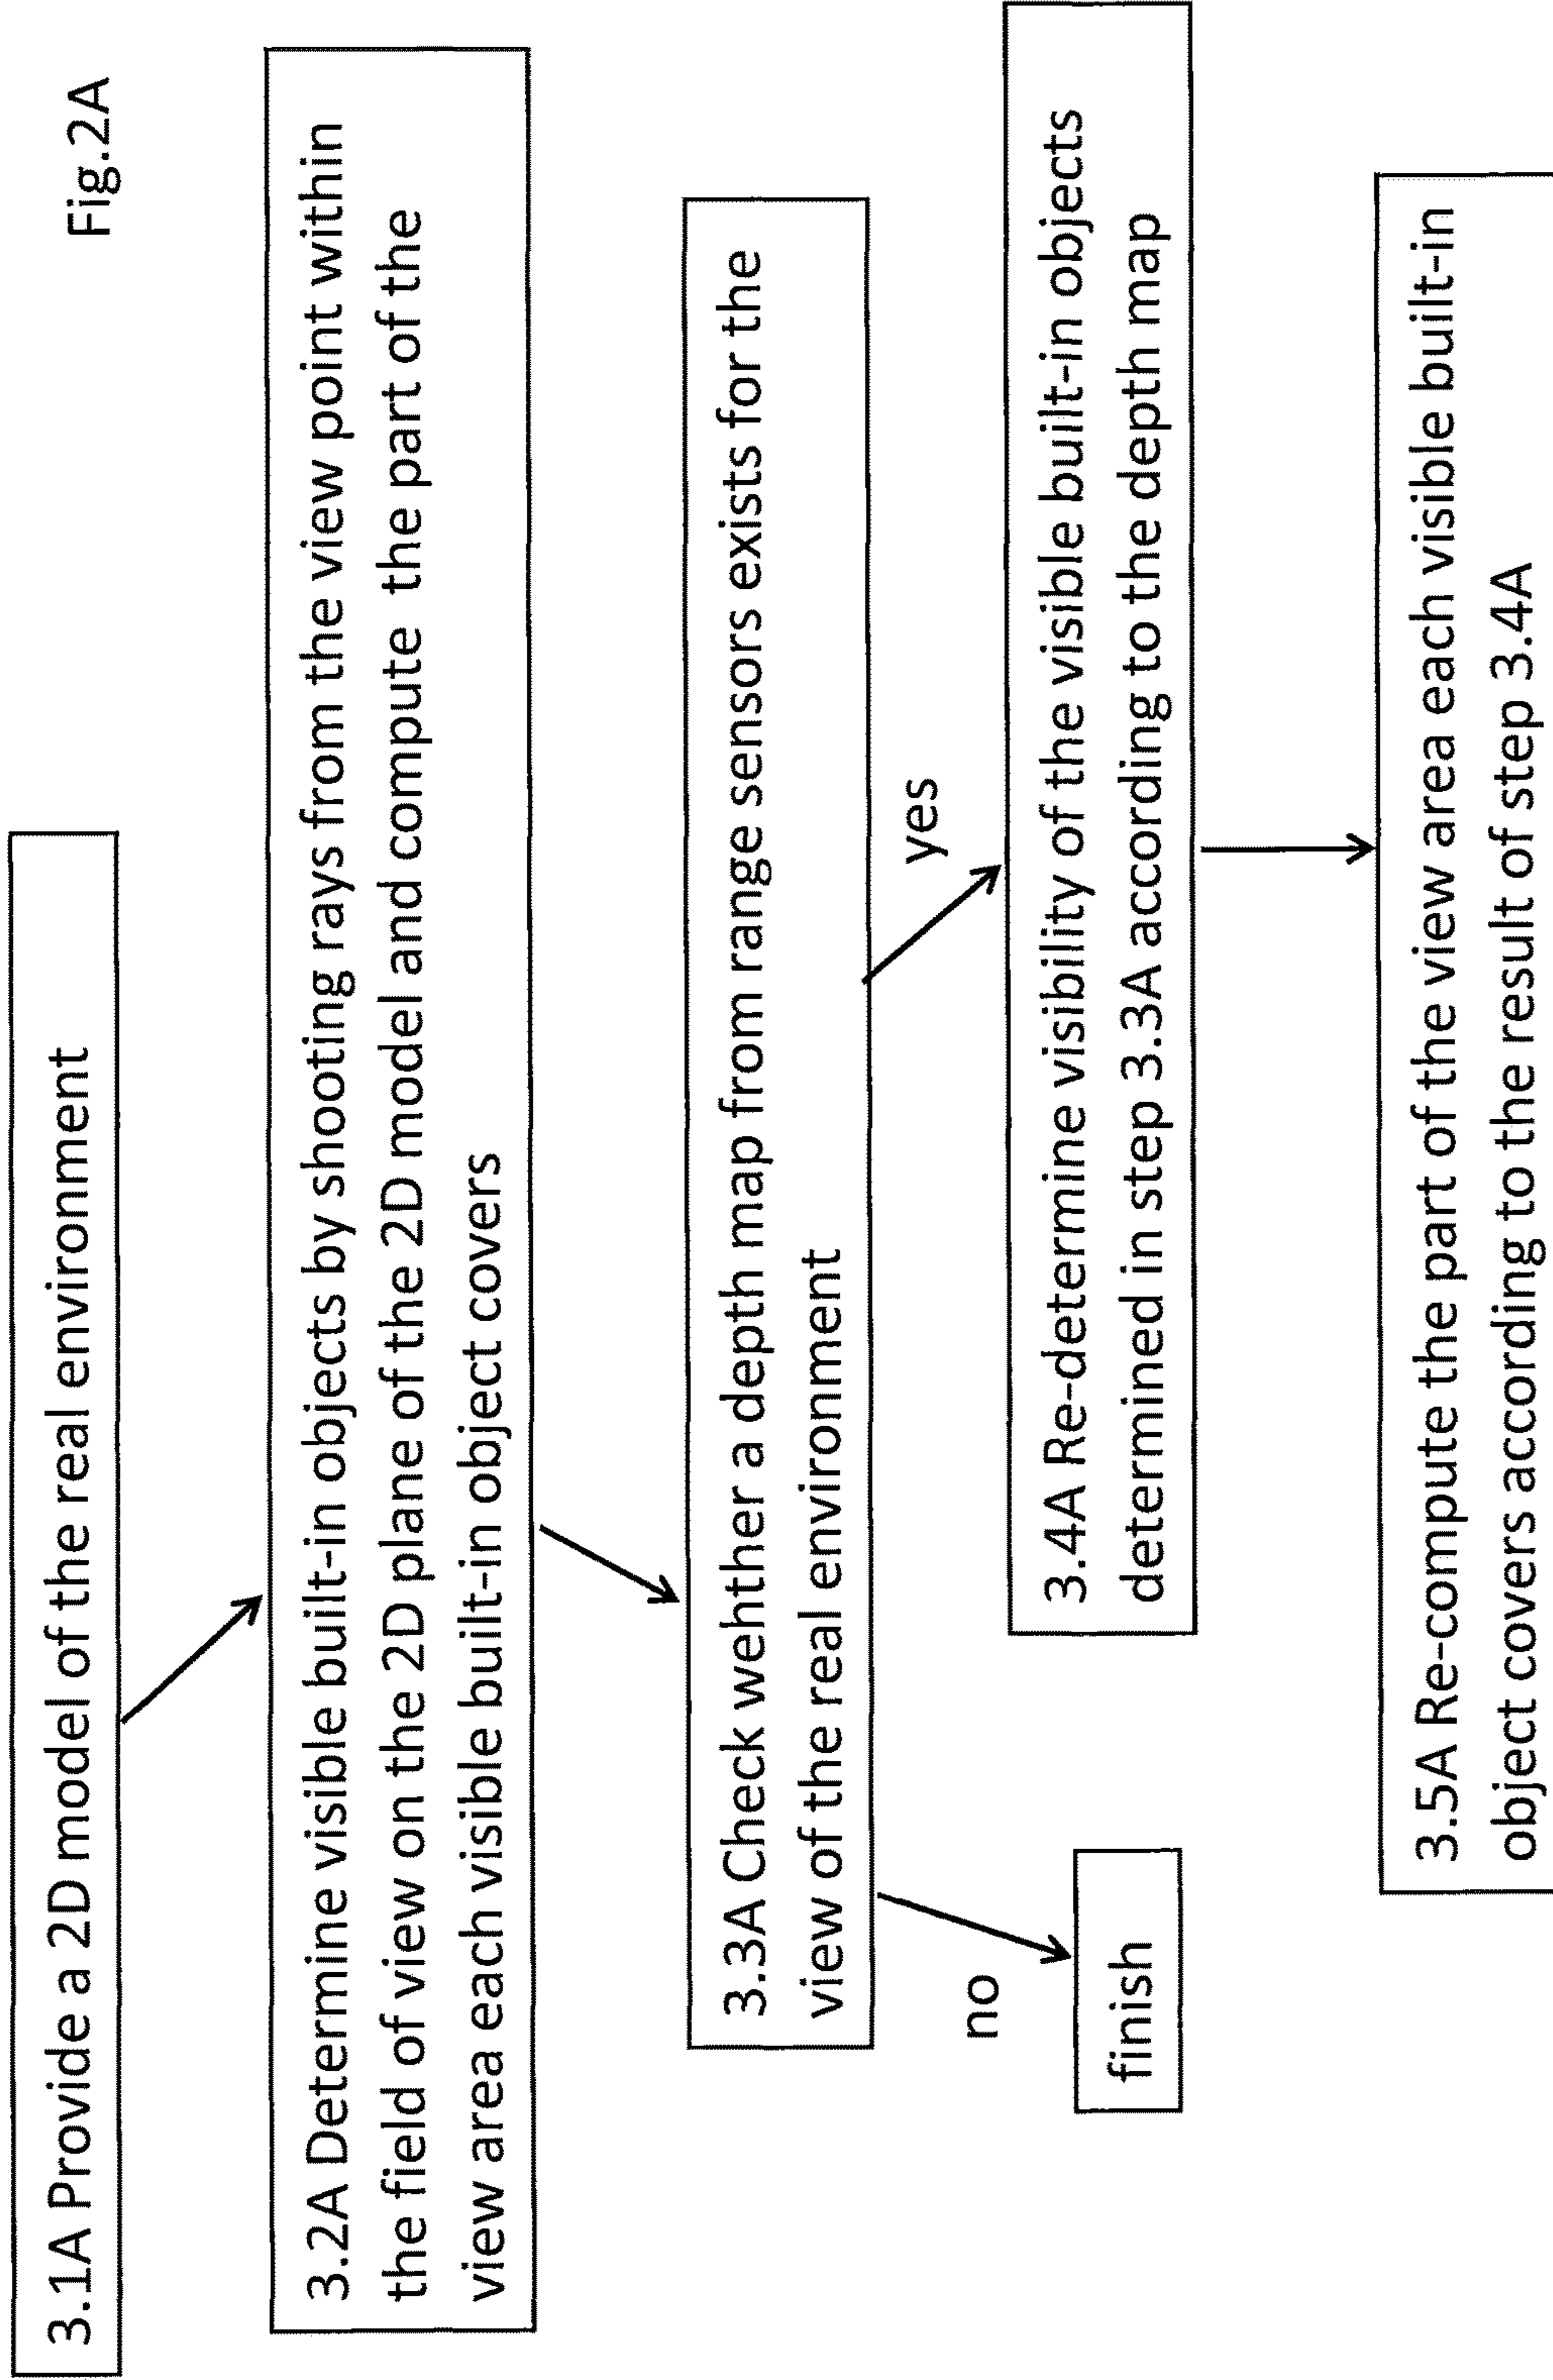 Fig.2A
3.1A Provide a 2D model of the real environment
3.2A Determine visible built-in objects by shooting rays from the view point within
the field of view on the 2D plane of the 2D model and compute the part of the
view area each visible built-in object covers
3.3A Check wehther a depth map from range sensors exists for the
view of the real environment
no
yes
finish
3.4A Re-determine visibility of the visible built-in objects
determined in step 3.3A according to the depth map
3.5A Re-compute the part of the view area each visible built-in
object covers according to the result of step 3.4A